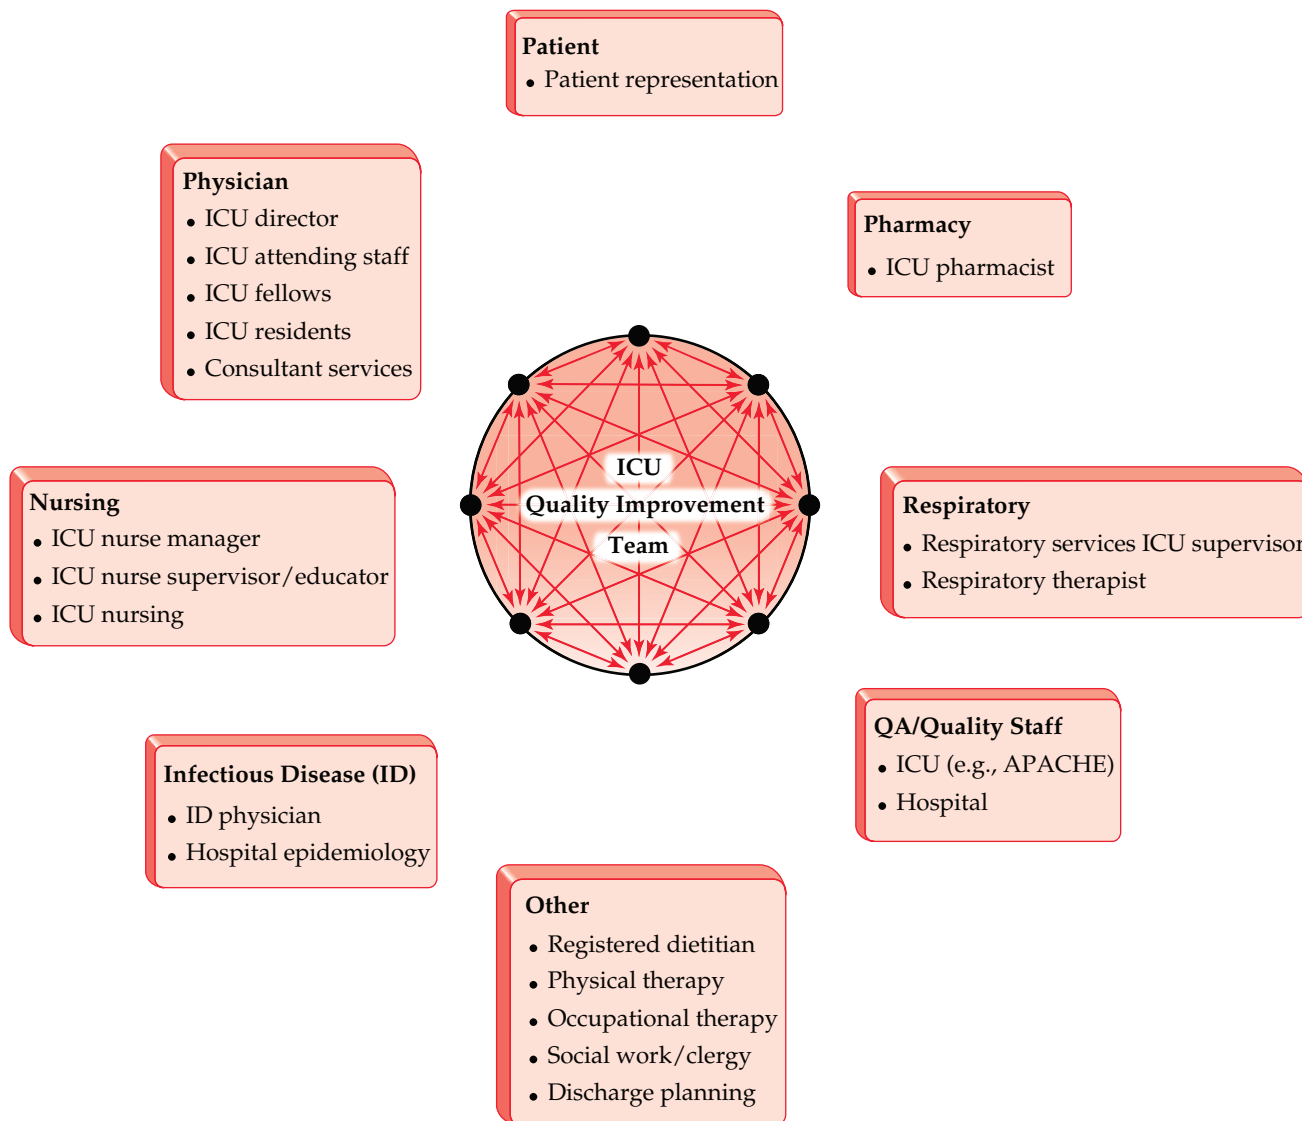 Patient
• Patient representation
Physician
• ICU director
• ICU attending staff
• ICU fellows
• ICU residents
• Consultant services
Pharmacy
• ICU pharmacist
ICU
Quality Improvement
Team
Nursing
• ICU nurse manager
• ICU nurse supervisor/educator
• ICU nursing
Respiratory
• Respiratory services ICU supervisor
• Respiratory therapist
QA/Quality Staff
• ICU (e.g., APACHE)
• Hospital
Infectious Disease (ID)
• ID physician
• Hospital epidemiology
Other
• Registered dietitian
• Physical therapy
• Occupational therapy
• Social work/clergy
• Discharge planning